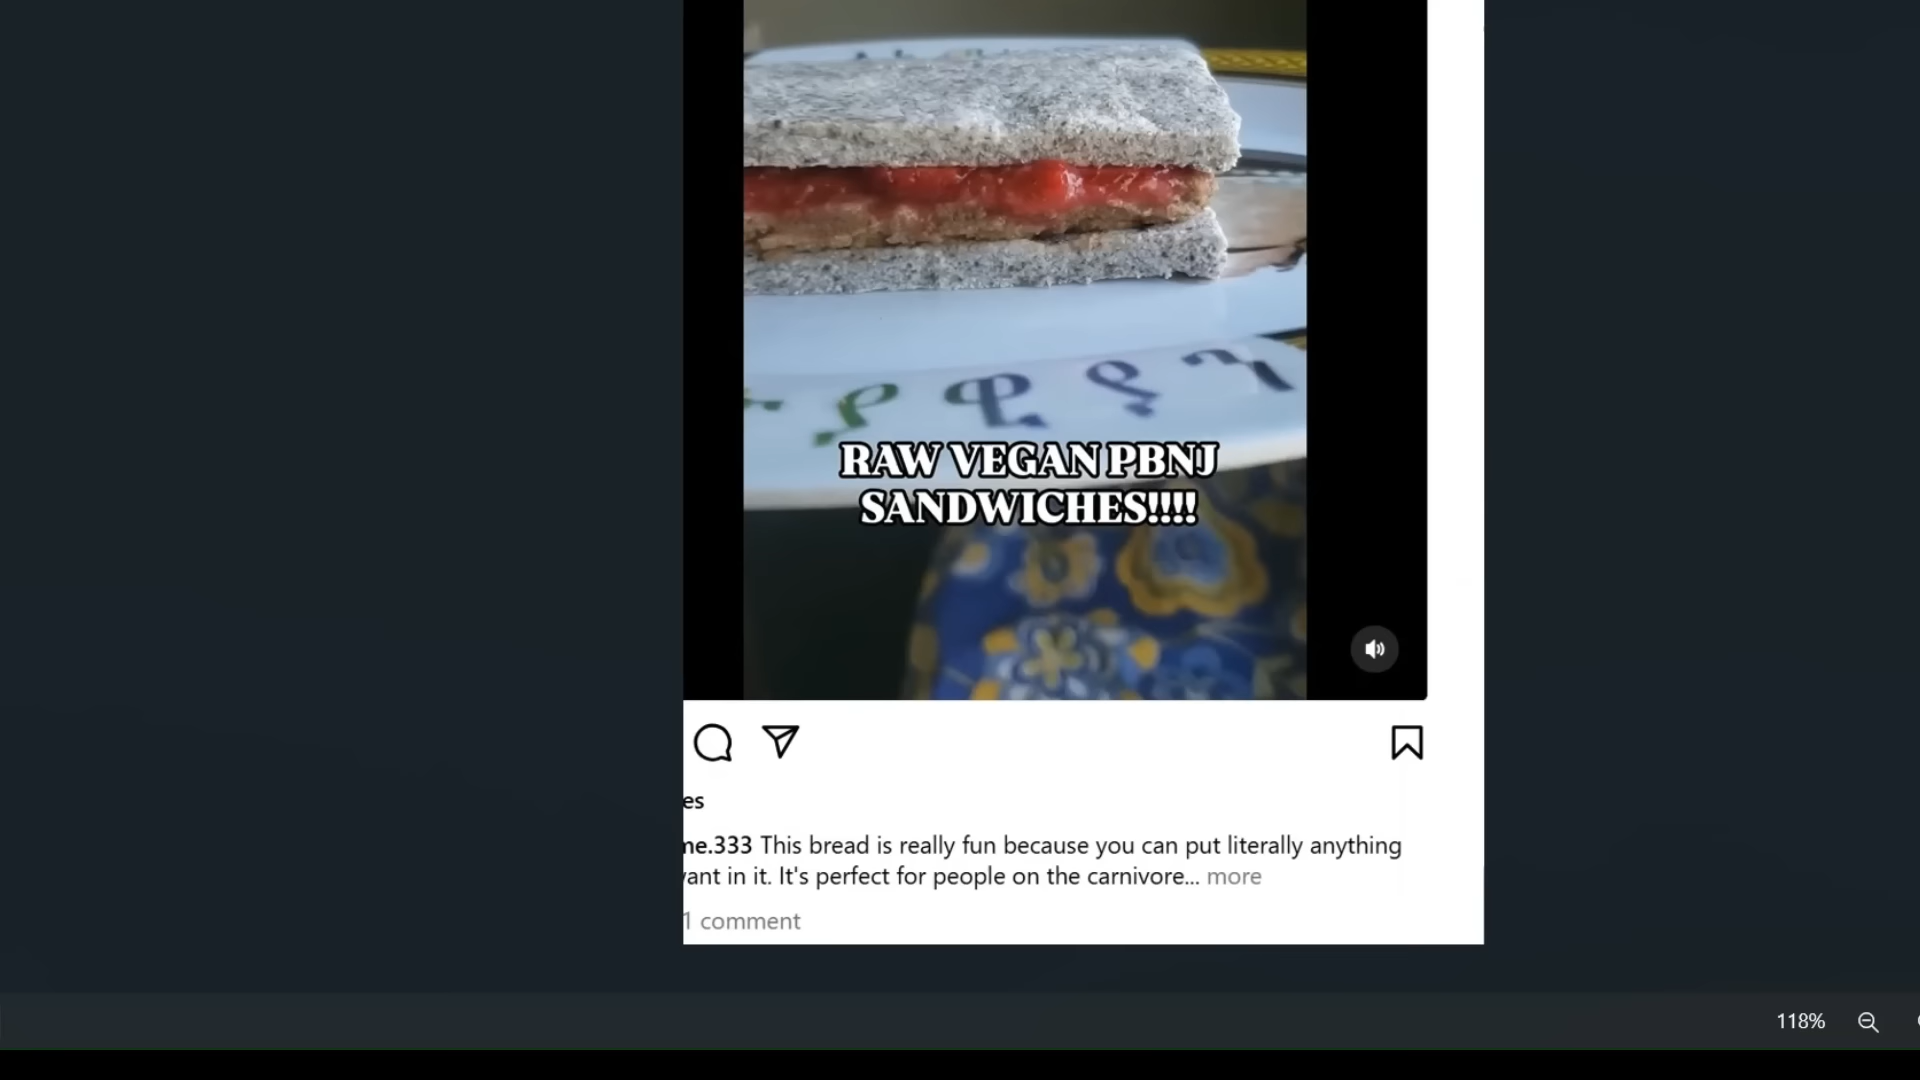 RAW VEGAN PBNJ
SANDWICHES!!!!
es
ne.333 This bread is really fun because you can put literally anything
ant in it. It's perfect for people on the carnivore... more
1 comment
118%